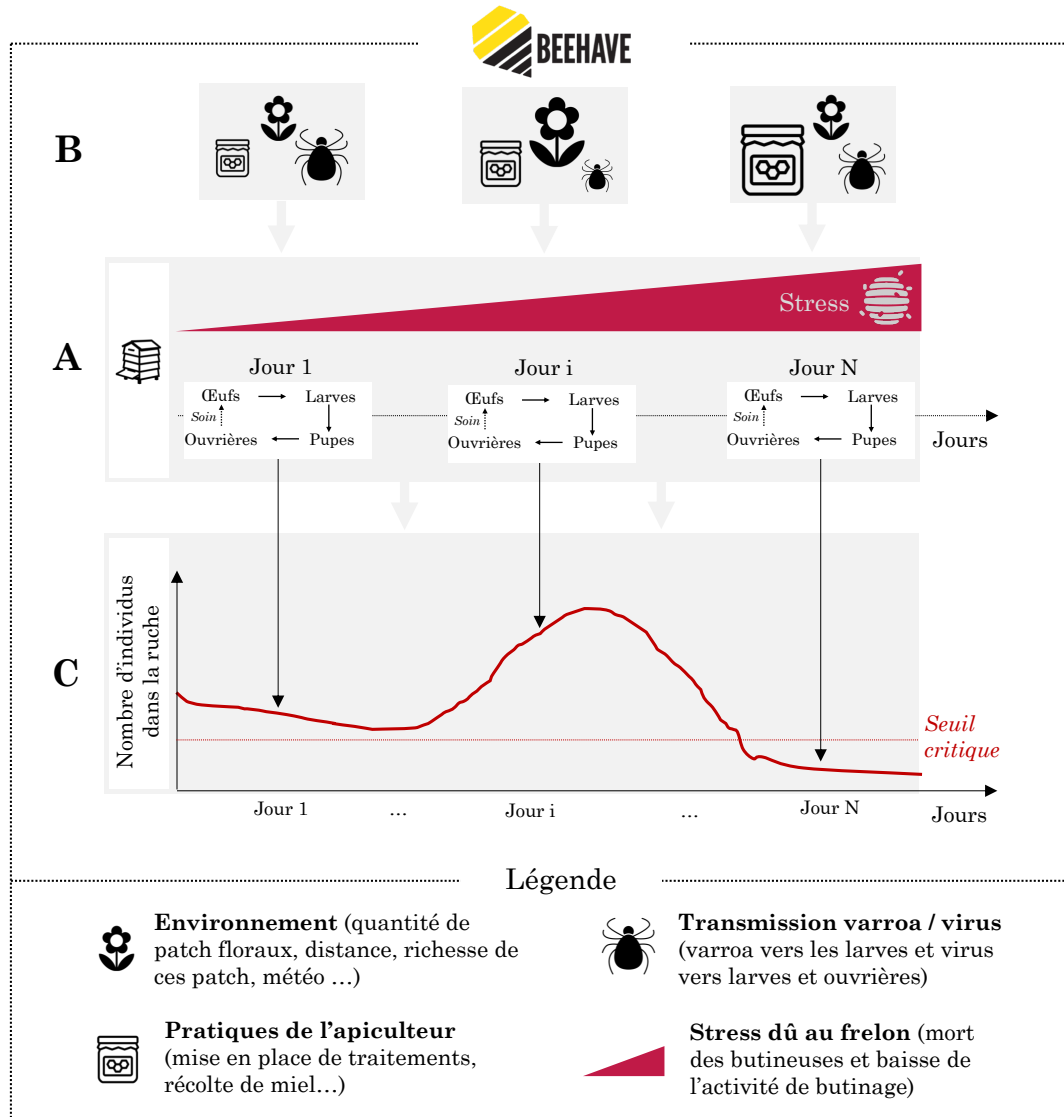 BEEHAVE
B
A
Stress
Jour 1
Jour i
Jour N
Œufs
Larves
Soin
Ouvrières
Pupes
Œufs
Larves
Soin
Ouvrières
Pupes
Œufs
Larves
Soin
Ouvrières
Pupes
Jours
C
Nombre d'individus
dans la ruche
Seuil
critique
Jour 1
...
Jour i
...
Jour N
Jours
Légende
Environnement (quantité de
patch floraux, distance, richesse de
ces patch, météo ...)
Transmission varroa / virus
(varroa vers les larves et virus
vers larves et ouvrières)
Pratiques de l'apiculteur
(mise en place de traitements,
récolte de miel...)
Stress dû au frelon (mort
des butineuses et baisse de
l'activité de butinage)